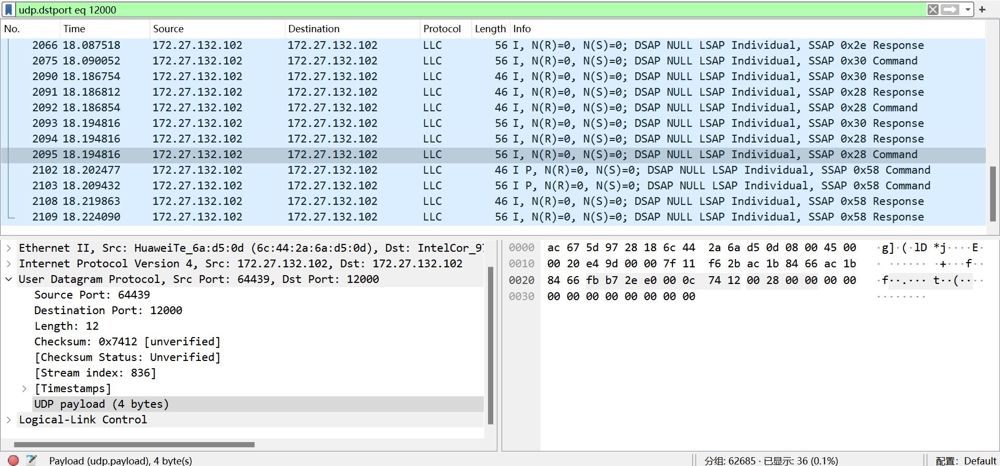 udp.dstport eq 12000
No. Time Source Destination Protocol Length Info
2066 18.087518 172.27.132.102 172.27.132.102 LLC 56 I, N(R)=0, N(S)=0; DSAP NULL LSAP Individual, SSAP 0x2e Response
2075 18.090052 172.27.132.102 172.27.132.102 LLC 56 I, N(R)=0, N(S)=0; DSAP NULL LSAP Individual, SSAP 0x30 Command
2090 18.186754 172.27.132.102 172.27.132.102 LLC 46 I, N(R)=0, N(S)=0; DSAP NULL LSAP Individual, SSAP 0x30 Response
2091 18.186812 172.27.132.102 172.27.132.102 LLC 46 I, N(R)=0, N(S)=0; DSAP NULL LSAP Individual, SSAP 0x28 Response
2092 18.186854 172.27.132.102 172.27.132.102 LLC 46 I, N(R)=0, N(S)=0; DSAP NULL LSAP Individual, SSAP 0x28 Command
2093 18.194816 172.27.132.102 172.27.132.102 LLC 56 I, N(R)=0, N(S)=0; DSAP NULL LSAP Individual, SSAP 0x30 Response
2094 18.194816 172.27.132.102 172.27.132.102 LLC 56 I, N(R)=0, N(S)=0; DSAP NULL LSAP Individual, SSAP 0x28 Response
2095 18.194816 172.27.132.102 172.27.132.102 LLC 56 I, N(R)=0, N(S)=0; DSAP NULL LSAP Individual, SSAP 0x28 Command
2102 18.202477 172.27.132.102 172.27.132.102 LLC 46 I P, N(R)=0, N(S)=0; DSAP NULL LSAP Individual, SSAP 0x58 Command
2103 18.209432 172.27.132.102 172.27.132.102 LLC 56 I P, N(R)=0, N(S)=0; DSAP NULL LSAP Individual, SSAP 0x58 Command
2108 18.219863 172.27.132.102 172.27.132.102 LLC 46 I, N(R)=0, N(S)=0; DSAP NULL LSAP Individual, SSAP 0x58 Response
2109 18.224090 172.27.132.102 172.27.132.102 LLC 56 I, N(R)=0, N(S)=0; DSAP NULL LSAP Individual, SSAP 0x58 Response
Ethernet II, Src: HuaweiTe_6a:d5:0d (6c:44:2a:6a:d5:0d), Dst: IntelCor_97
Internet Protocol Version 4, Src: 172.27.132.102, Dst: 172.27.132.102
User Datagram Protocol, Src Port: 64439, Dst Port: 12000
Source Port: 64439
Destination Port: 12000
Length: 12
Checksum: 0x7412 [unverified]
[Checksum Status: Unverified]
[Stream index: 836]
[Timestamps]
UDP payload (4 bytes)
Logical-Link Control
0000 ac 67 5d 97 28 18 6c 44 2a 6a d5 0d 08 00 45 00 ·g]·(·lD *j····E·
0010 00 20 e4 9d 00 00 7f 11 f6 2b ac 1b 84 66 ac 1b · ······ ·+···f··
0020 84 66 fb b7 2e e0 00 0c 74 12 00 28 00 00 00 00 ·f··.··· t··(····
0030 00 00 00 00 00 00 00 00 ········
Payload (udp.payload), 4 byte(s)
分组: 62685 · 已显示: 36 (0.1%)
配置: Default